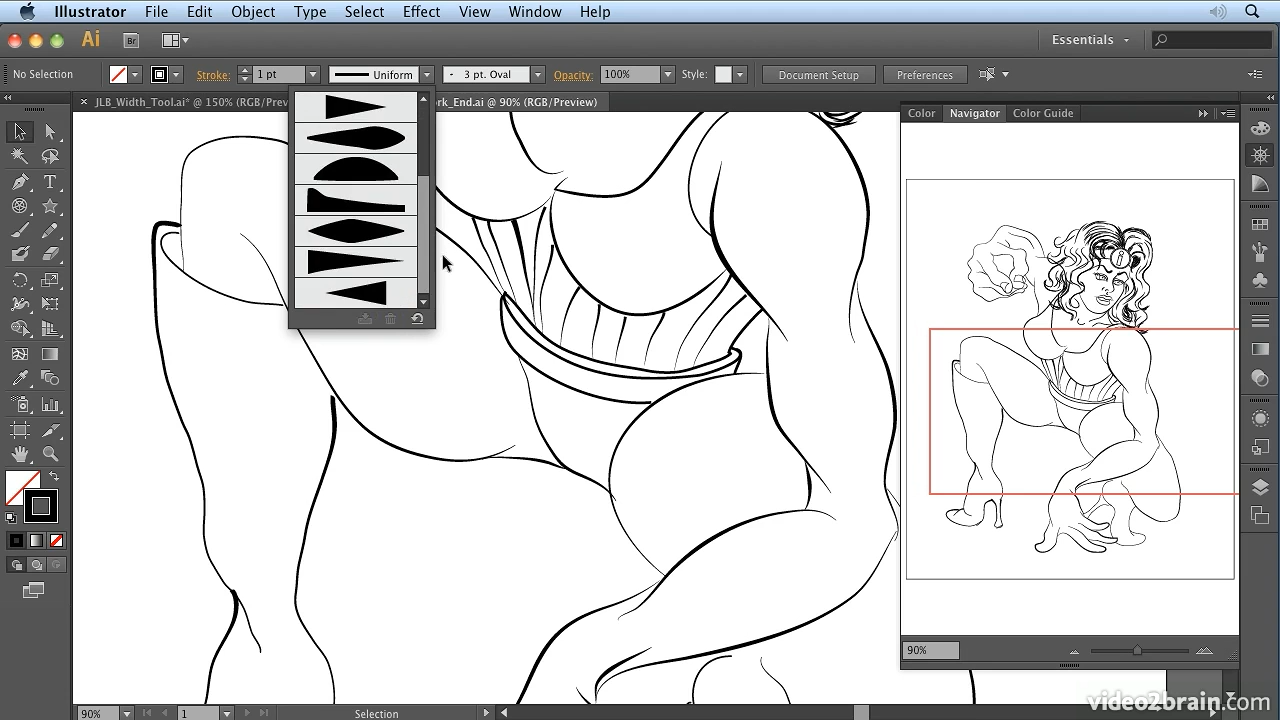 Illustrator File Edit Object Type Select Effect View Window Help
Ai Br Essentials
No Selection Stroke: 1 pt Uniform 3 pt. Oval Opacity: 100% Style: Document Setup Preferences
× JLB_Width_Tool.ai* @ 150% (RGB/Prev
rk_End.ai @ 90% (RGB/Preview)
Color Navigator Color Guide
T
90%
90% 1 Selection
video2brain.com